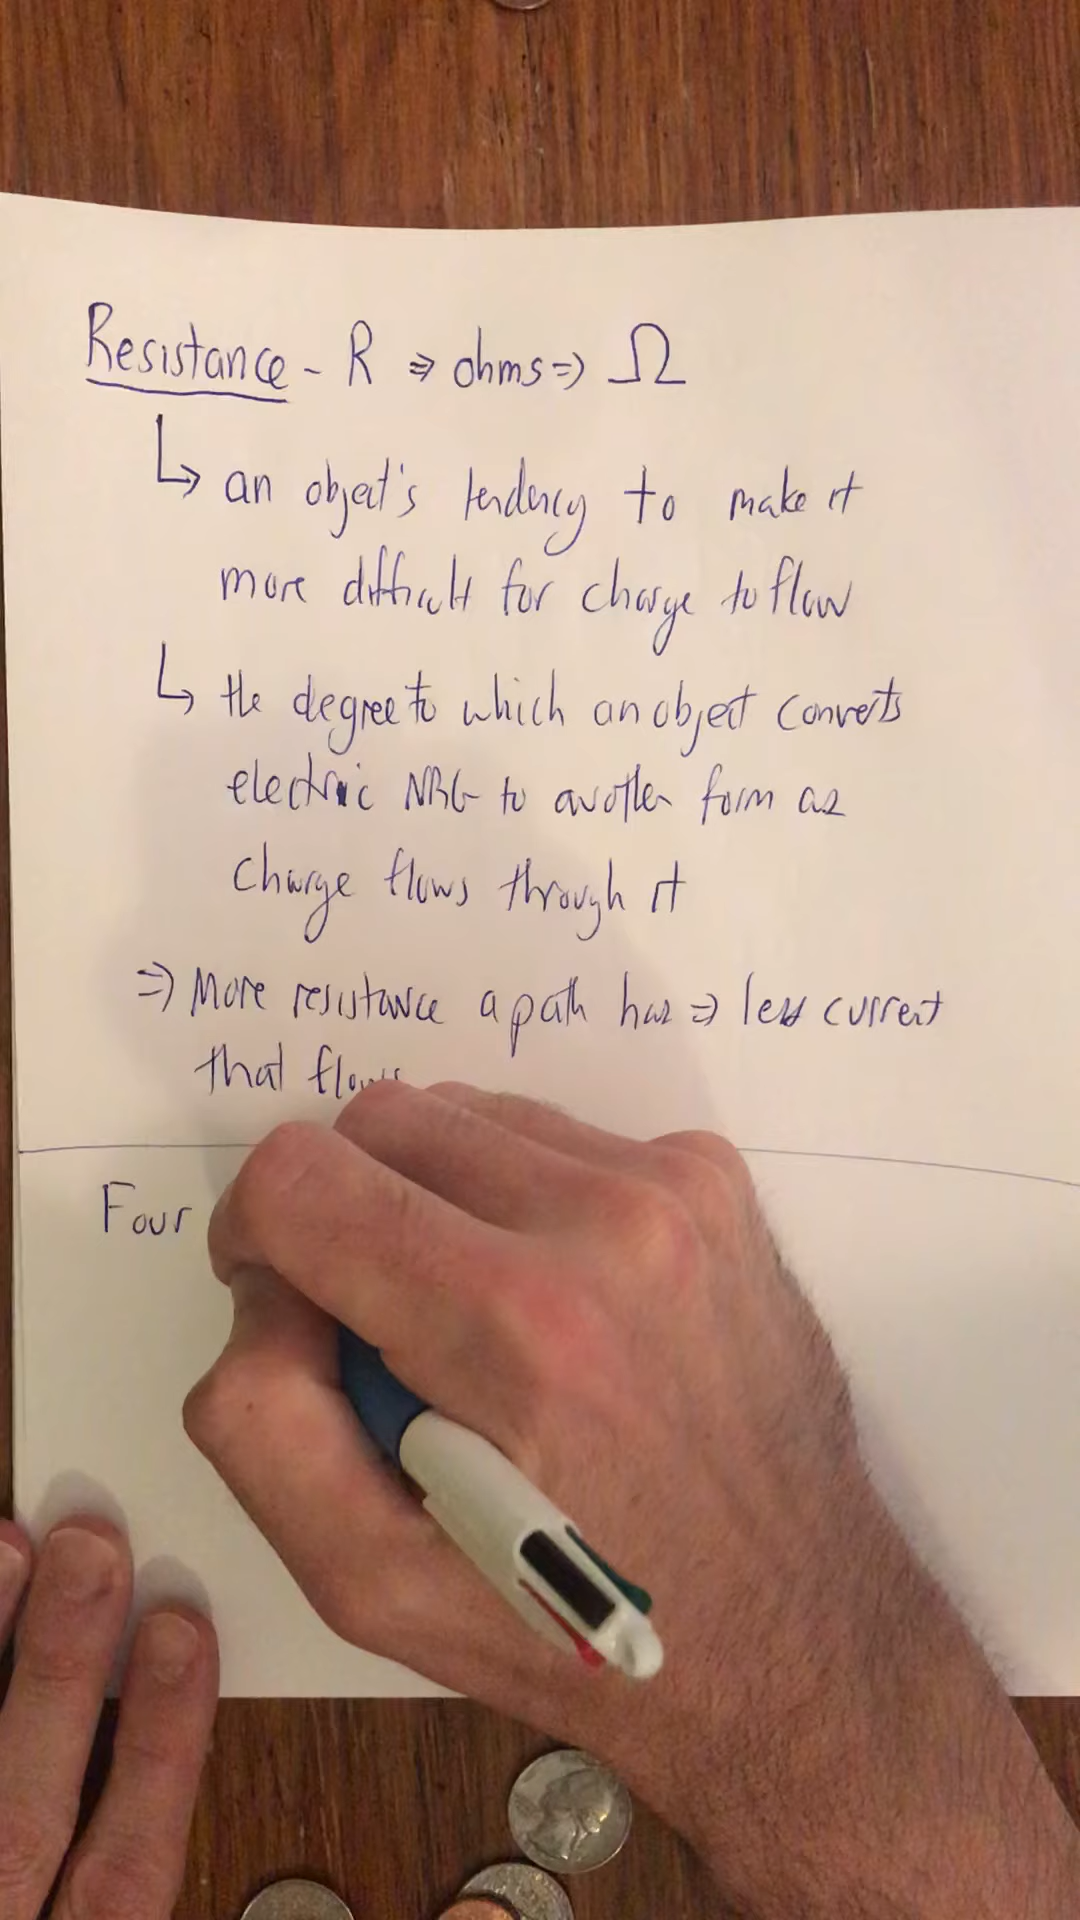 Resistance - R ⇒ ohms ⇒ Ω
↳ an object's tendency to make it
more difficult for charge to flow
↳ the degree to which an object converts
electric NRG to another form as
charge flows through it
⇒ More resistance a path has ⇒ less current
that flows
Four